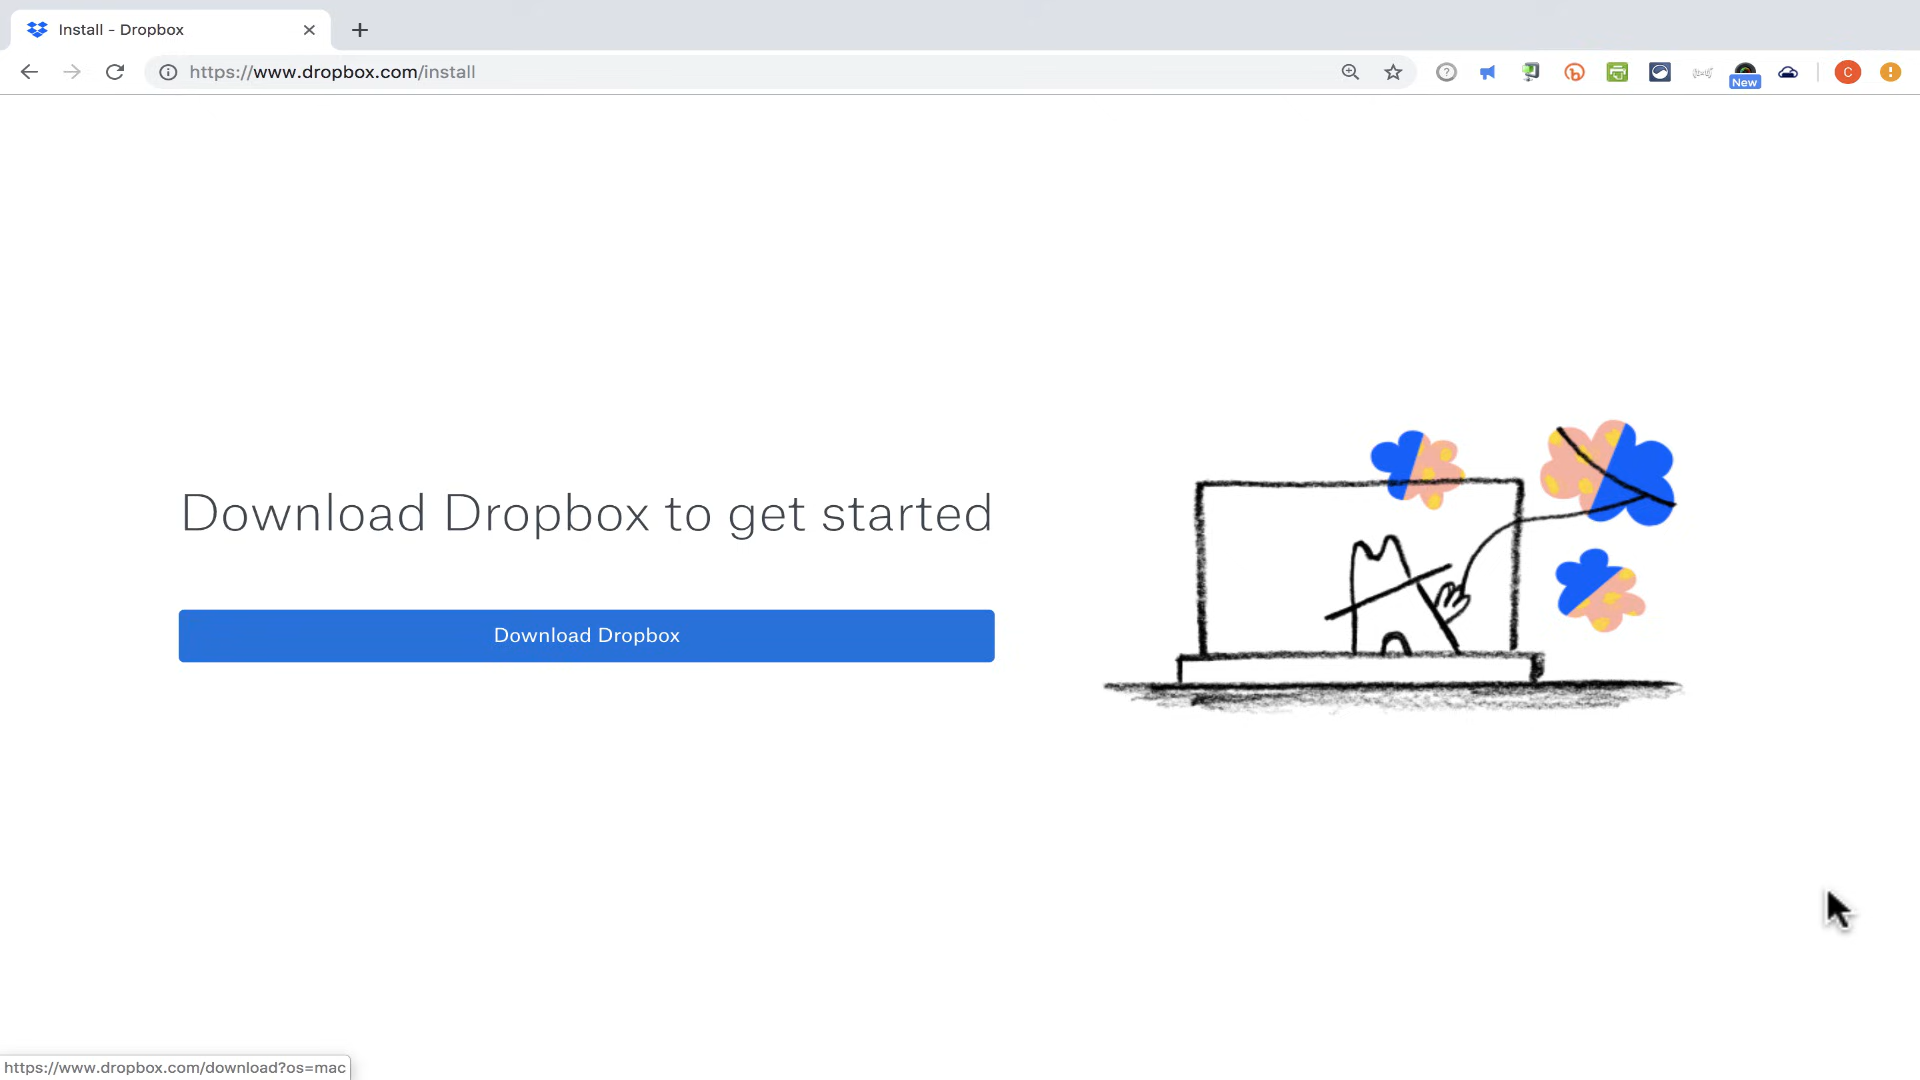 Install - Dropbox
https://www.dropbox.com/install
New
C
Download Dropbox to get started
Download Dropbox
https://www.dropbox.com/download?os=mac